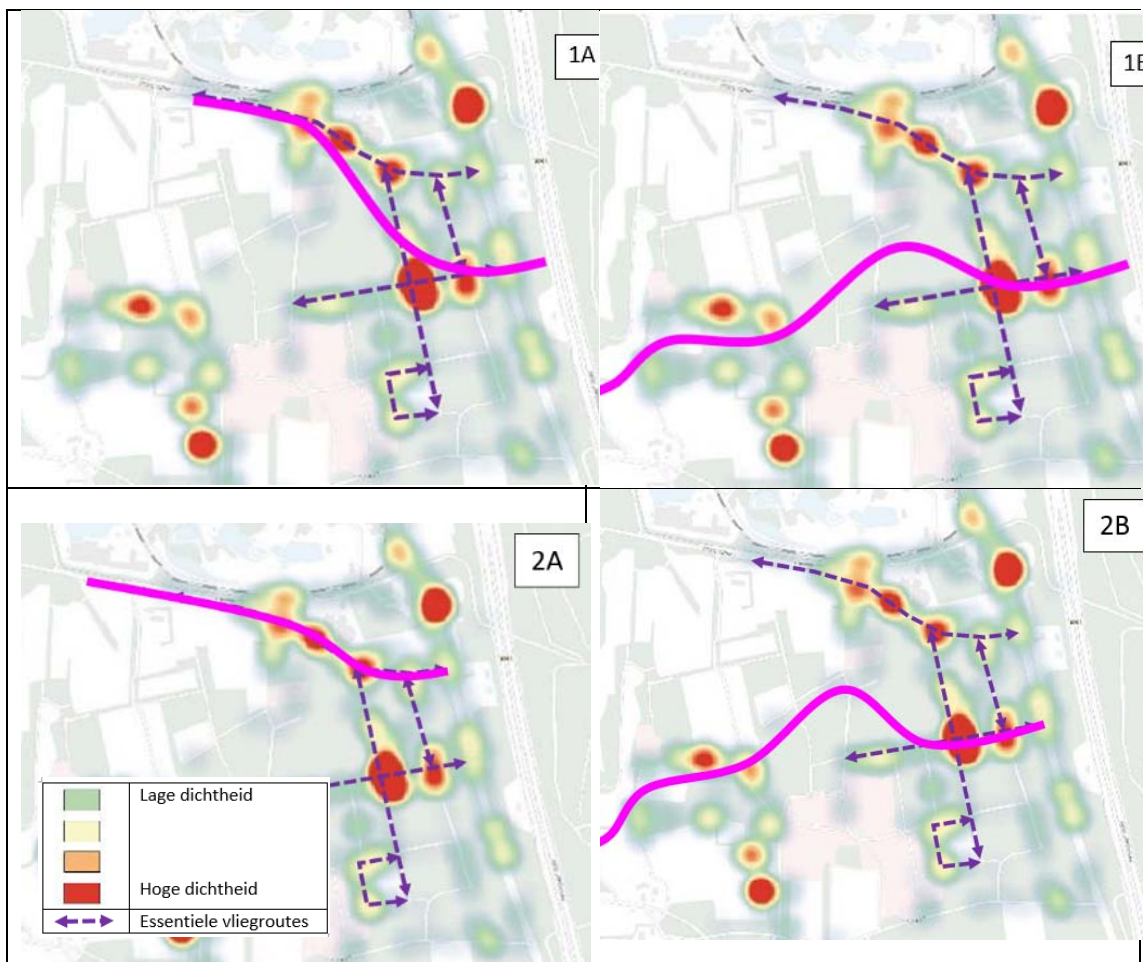 1A
1B
2A
2B
Lage dichtheid
Hoge dichtheid
Essentiele vliegroutes